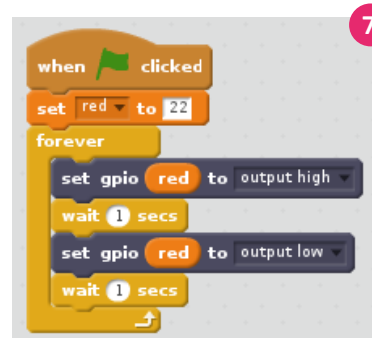 7
when clicked
set red to 22
forever
set gpio red to output high
wait 1 secs
set gpio red to output low
wait 1 secs